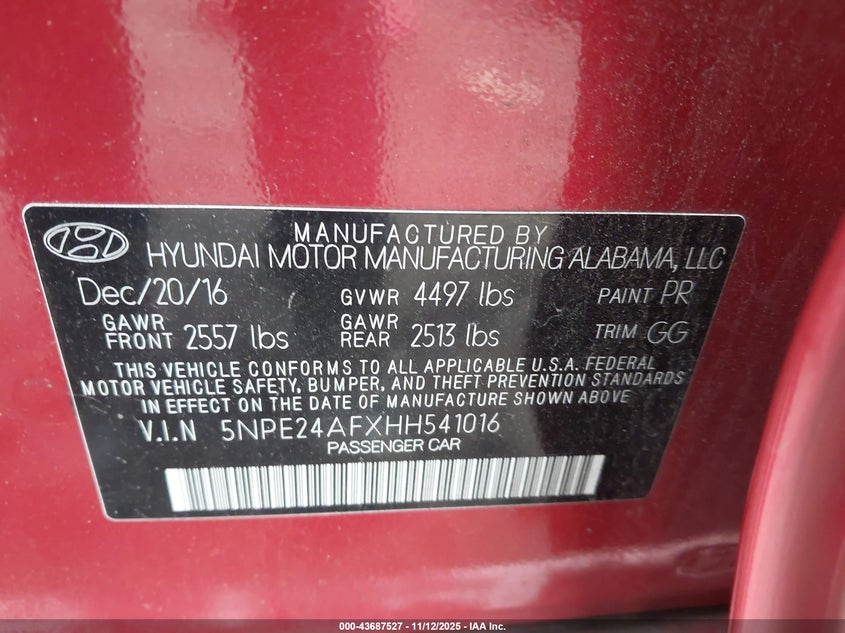 MANUFACTURED BY
HYUNDAI MOTOR MANUFACTURING ALABAMA, LLC
Dec/20/16 GVWR 4497 lbs PAINT PR
GAWR FRONT 2557 lbs GAWR REAR 2513 lbs TRIM GG
THIS VEHICLE CONFORMS TO ALL APPLICABLE U.S.A. FEDERAL
MOTOR VEHICLE SAFETY, BUMPER, AND THEFT PREVENTION STANDARDS
IN EFFECT ON THE DATE OF MANUFACTURE SHOWN ABOVE
V.I.N 5NPE24AFXHH541016
PASSENGER CAR
000-43687527 - 11/12/2025 - IAA Inc.